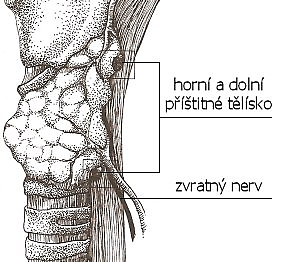 horní a dolní
příštitné tělísko
zvratný nerv